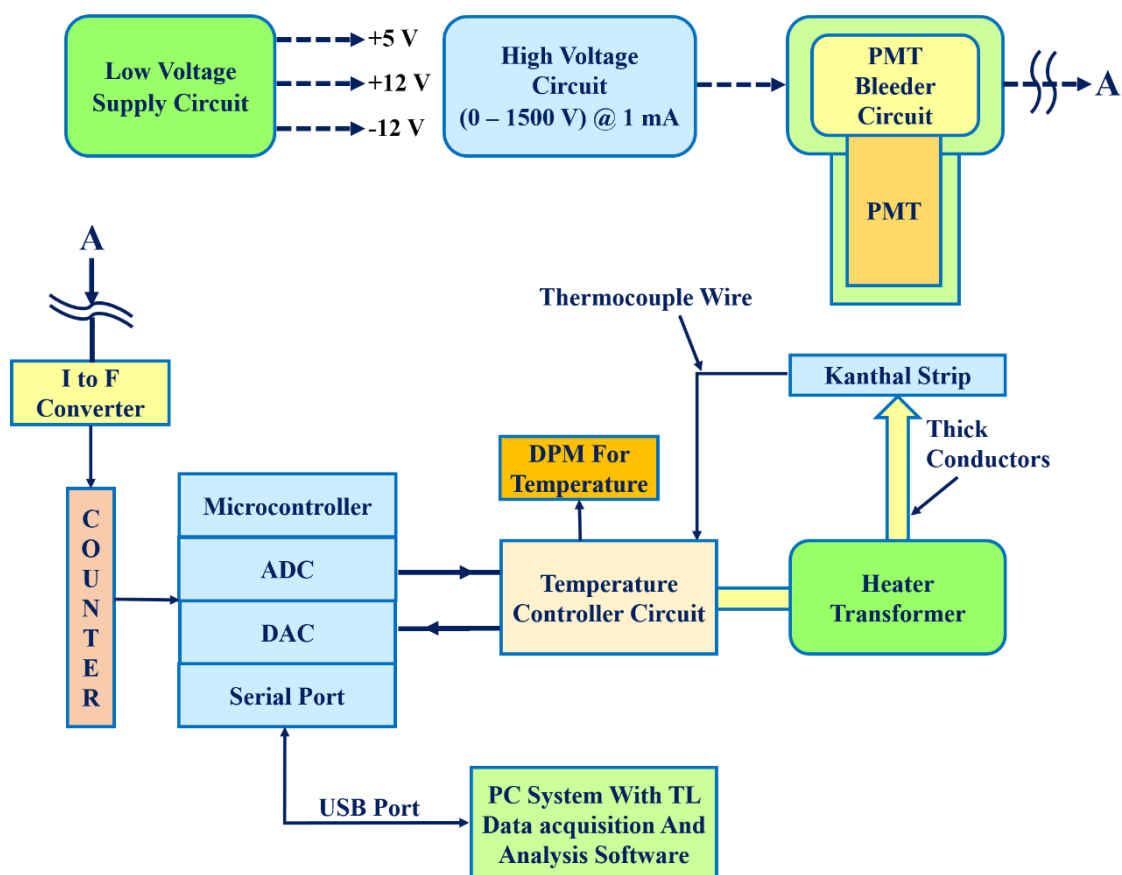 Low Voltage
Supply Circuit
+5 V
+12 V
-12 V
High Voltage
Circuit
(0 – 1500 V) @ 1 mA
PMT
Bleeder
Circuit
A
PMT
A
Thermocouple Wire
I to F
Converter
Kanthal Strip
Thick
Conductors
DPM For
Temperature
COUNTER
Microcontroller
ADC
DAC
Serial Port
Temperature
Controller Circuit
Heater
Transformer
USB Port
PC System With TL
Data acquisition And
Analysis Software